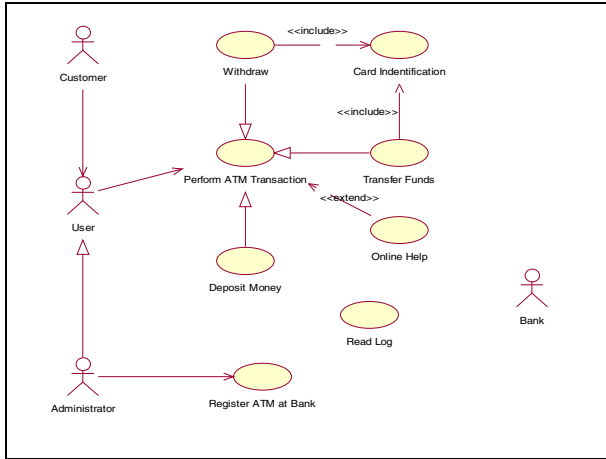 <<include>>
Customer
Withdraw
Card Indentification
<<include>>
User
Perform ATM Transaction
Transfer Funds
<<extend>>
Online Help
Deposit Money
Bank
Read Log
Administrator
Register ATM at Bank